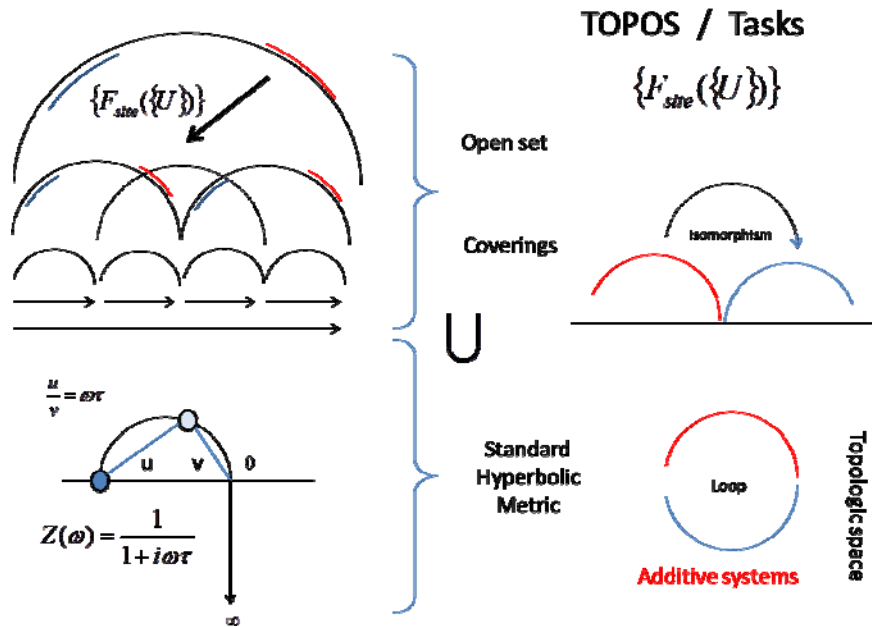 TOPOS / Tasks
{F_site({U})}
{F_site({U})}
Open set
isomorphism
Coverings
∪
u/v = ωτ
u v 0
Standard
Hyperbolic
Metric
Loop
Topologic space
Z(ω) = 1/(1 + iωτ)
Additive systems
∞